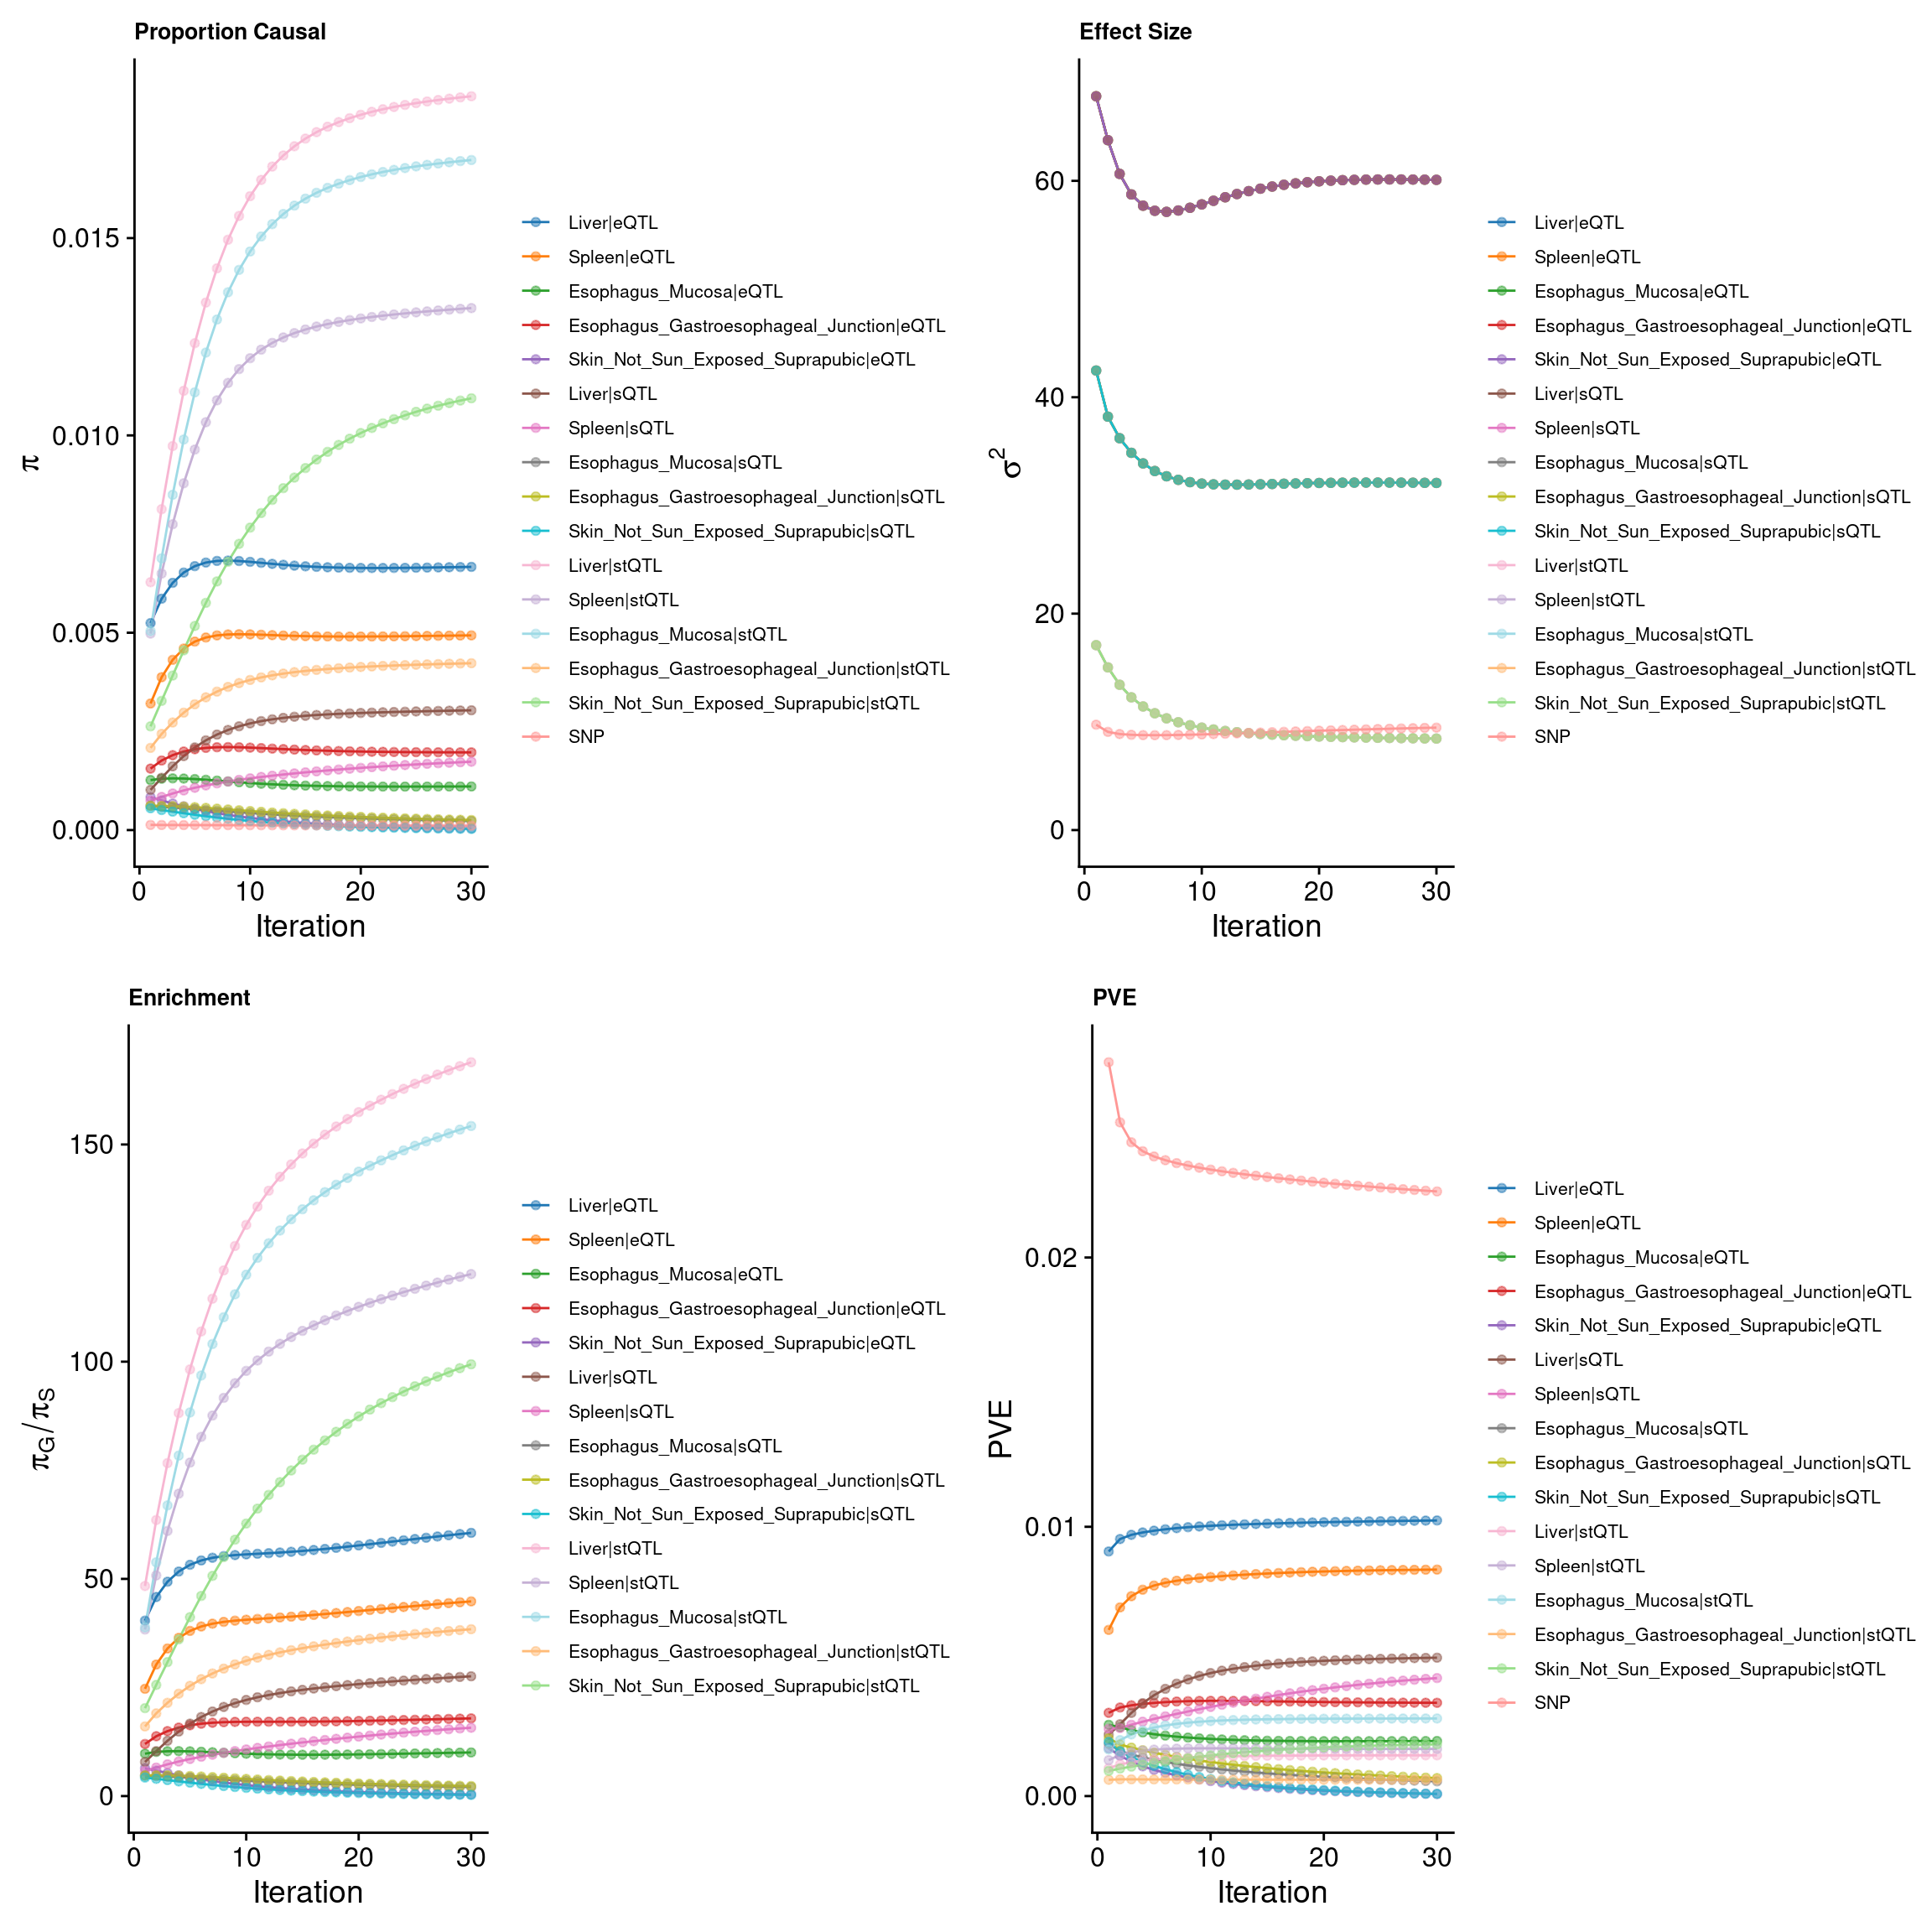 Proportion Causal
π
0.015
0.010
0.005
0.000
0 10 20 30
Iteration
Liver|eQTL
Spleen|eQTL
Esophagus_Mucosa|eQTL
Esophagus_Gastroesophageal_Junction|eQTL
Skin_Not_Sun_Exposed_Suprapubic|eQTL
Liver|sQTL
Spleen|sQTL
Esophagus_Mucosa|sQTL
Esophagus_Gastroesophageal_Junction|sQTL
Skin_Not_Sun_Exposed_Suprapubic|sQTL
Liver|stQTL
Spleen|stQTL
Esophagus_Mucosa|stQTL
Esophagus_Gastroesophageal_Junction|stQTL
Skin_Not_Sun_Exposed_Suprapubic|stQTL
SNP
Effect Size
σ²
60
40
20
0
0 10 20 30
Iteration
Liver|eQTL
Spleen|eQTL
Esophagus_Mucosa|eQTL
Esophagus_Gastroesophageal_Junction|eQTL
Skin_Not_Sun_Exposed_Suprapubic|eQTL
Liver|sQTL
Spleen|sQTL
Esophagus_Mucosa|sQTL
Esophagus_Gastroesophageal_Junction|sQTL
Skin_Not_Sun_Exposed_Suprapubic|sQTL
Liver|stQTL
Spleen|stQTL
Esophagus_Mucosa|stQTL
Esophagus_Gastroesophageal_Junction|stQTL
Skin_Not_Sun_Exposed_Suprapubic|stQTL
SNP
Enrichment
πG/πS
150
100
50
0
0 10 20 30
Iteration
Liver|eQTL
Spleen|eQTL
Esophagus_Mucosa|eQTL
Esophagus_Gastroesophageal_Junction|eQTL
Skin_Not_Sun_Exposed_Suprapubic|eQTL
Liver|sQTL
Spleen|sQTL
Esophagus_Mucosa|sQTL
Esophagus_Gastroesophageal_Junction|sQTL
Skin_Not_Sun_Exposed_Suprapubic|sQTL
Liver|stQTL
Spleen|stQTL
Esophagus_Mucosa|stQTL
Esophagus_Gastroesophageal_Junction|stQTL
Skin_Not_Sun_Exposed_Suprapubic|stQTL
PVE
PVE
0.02
0.01
0.00
0 10 20 30
Iteration
Liver|eQTL
Spleen|eQTL
Esophagus_Mucosa|eQTL
Esophagus_Gastroesophageal_Junction|eQTL
Skin_Not_Sun_Exposed_Suprapubic|eQTL
Liver|sQTL
Spleen|sQTL
Esophagus_Mucosa|sQTL
Esophagus_Gastroesophageal_Junction|sQTL
Skin_Not_Sun_Exposed_Suprapubic|sQTL
Liver|stQTL
Spleen|stQTL
Esophagus_Mucosa|stQTL
Esophagus_Gastroesophageal_Junction|stQTL
Skin_Not_Sun_Exposed_Suprapubic|stQTL
SNP